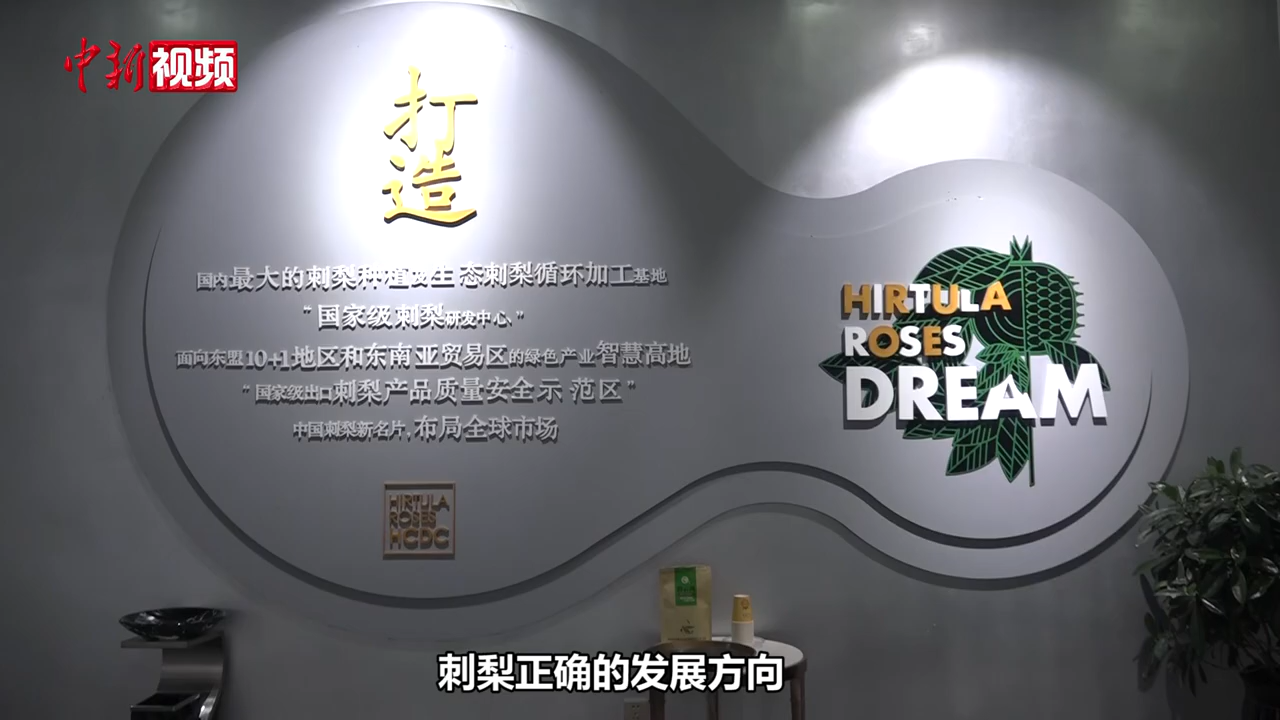 中新视频
打造
国内最大的刺梨种植及生态刺梨循环加工基地
“国家级刺梨研发中心”
面向东盟10+1地区和东南亚贸易区的绿色产业智慧高地
“国家级出口刺梨产品质量安全示范区”
中国刺梨新名片，布局全球市场
HIRTULA
ROSES
HCDC
HIRTULA
ROSES
DREAM
刺梨正确的发展方向